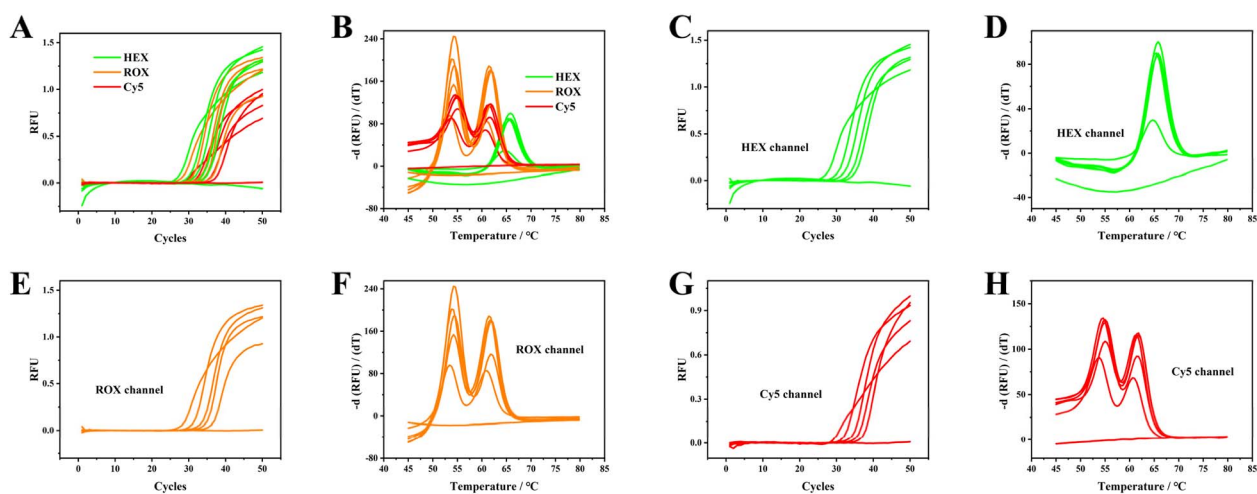 A
HEX
ROX
Cy5
1.5
1.0
0.5
0.0
RFU
0
10
20
30
40
50
Cycles
B
HEX
ROX
Cy5
240
160
80
0
-80
-d (RFU) / (dT)
45
50
55
60
65
70
75
80
85
Temperature / °C
C
HEX channel
1.5
1.0
0.5
0.0
RFU
0
10
20
30
40
50
Cycles
D
HEX channel
80
40
0
-40
-d (RFU) / (dT)
45
50
55
60
65
70
75
80
85
Temperature / °C
E
ROX channel
1.5
1.0
0.5
0.0
RFU
0
10
20
30
40
50
Cycles
F
ROX channel
240
160
80
0
-80
-d (RFU) / (dT)
45
50
55
60
65
70
75
80
85
Temperature / °C
G
Cy5 channel
0.9
0.6
0.3
0.0
RFU
0
10
20
30
40
50
Cycles
H
Cy5 channel
150
100
50
0
-d (RFU) / (dT)
45
50
55
60
65
70
75
80
85
Temperature / °C